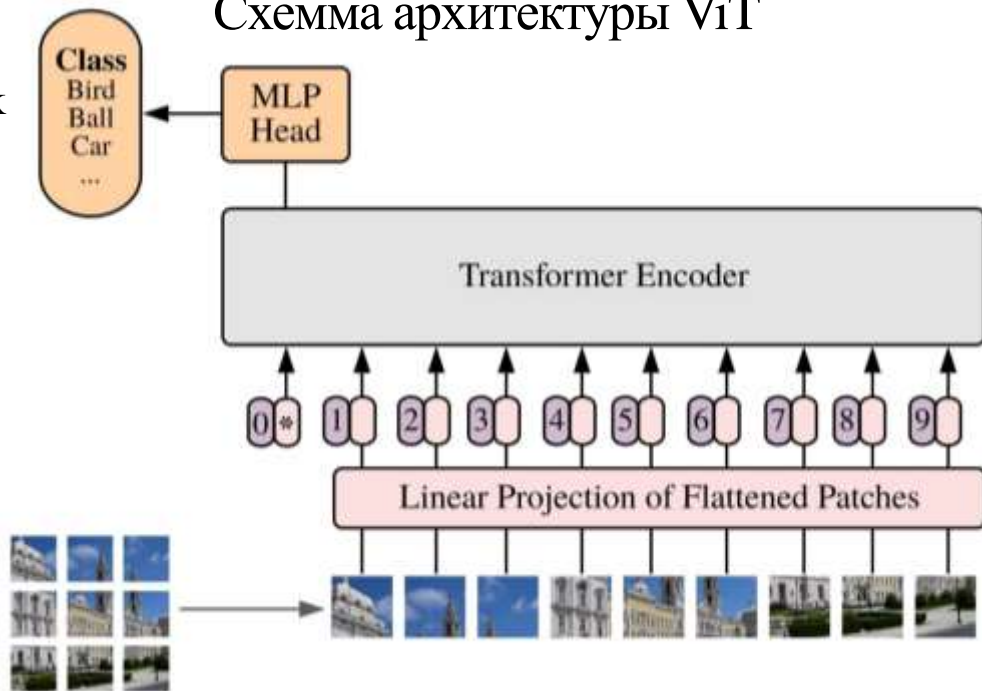 Схемма архитектуры ViT
к
Class
Bird
Ball
Car
...
MLP
Head
Transformer Encoder
0 * 1 2 3 4 5 6 7 8 9
Linear Projection of Flattened Patches